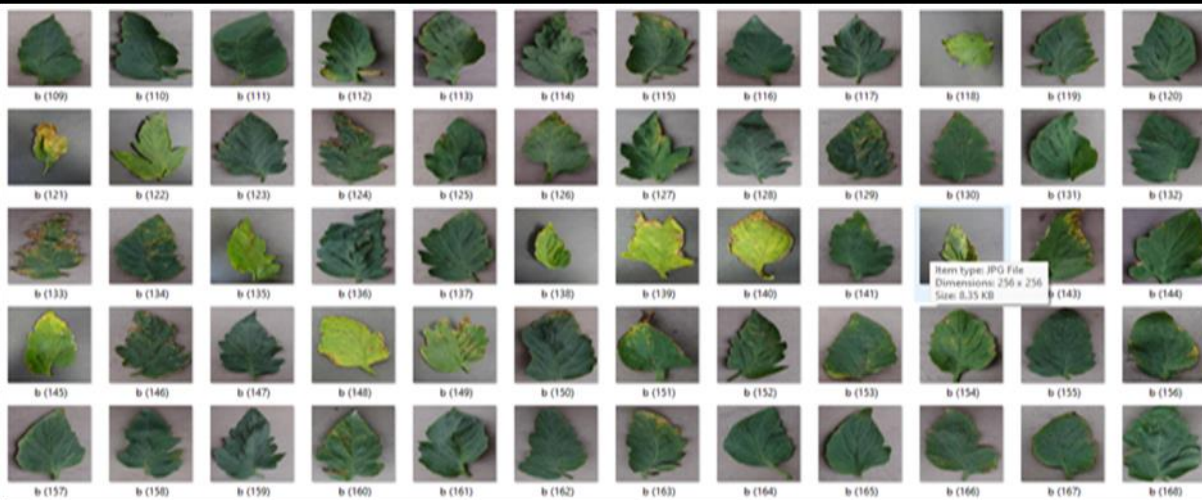 b (109) b (110) b (111) b (112) b (113) b (114) b (115) b (116) b (117) b (118) b (119) b (120)
b (121) b (122) b (123) b (124) b (125) b (126) b (127) b (128) b (129) b (130) b (131) b (132)
Item type: JPG File
Dimensions: 256 x 256
Size: 8.35 KB
b (133) b (134) b (135) b (136) b (137) b (138) b (139) b (140) b (141) b (143) b (144)
b (145) b (146) b (147) b (148) b (149) b (150) b (151) b (152) b (153) b (154) b (155) b (156)
b (157) b (158) b (159) b (160) b (161) b (162) b (163) b (164) b (165) b (166) b (167) b (168)